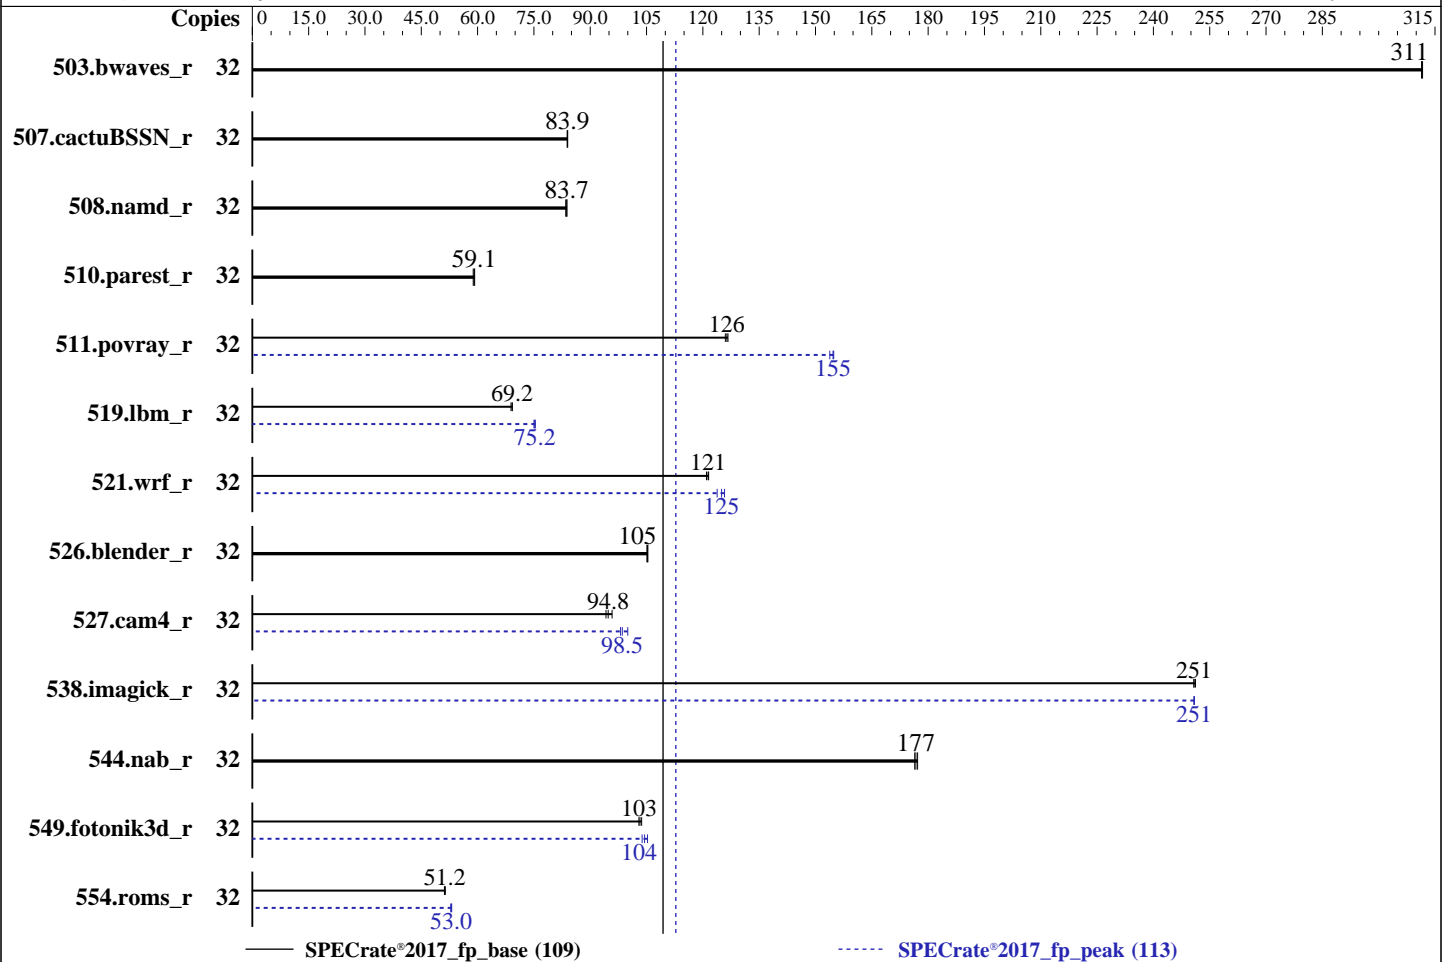 Copies 0 15.0 30.0 45.0 60.0 75.0 90.0 105 120 135 150 165 180 195 210 225 240 255 270 285 315
503.bwaves_r 32 311
507.cactuBSSN_r 32 83.9
508.namd_r 32 83.7
510.parest_r 32 59.1
511.povray_r 32 126
155
519.lbm_r 32 69.2
75.2
521.wrf_r 32 121
125
526.blender_r 32 105
527.cam4_r 32 94.8
98.5
538.imagick_r 32 251
251
544.nab_r 32 177
549.fotonik3d_r 32 103
104
554.roms_r 32 51.2
53.0
SPECrate®2017_fp_base (109) SPECrate®2017_fp_peak (113)